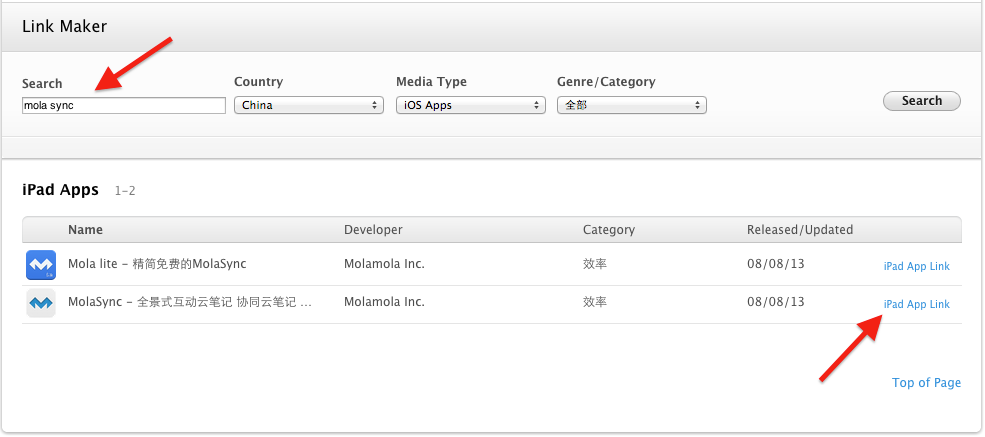 Link Maker
Search
Country
Media Type
Genre/Category
mola sync
China
iOS Apps
全部
Search
iPad Apps 1-2
Name Developer Category Released/Updated
Mola lite - 精简免费的MolaSync Molamola Inc. 效率 08/08/13 iPad App Link
MolaSync - 全景式互动云笔记 协同云笔记 ... Molamola Inc. 效率 08/08/13 iPad App Link
Top of Page